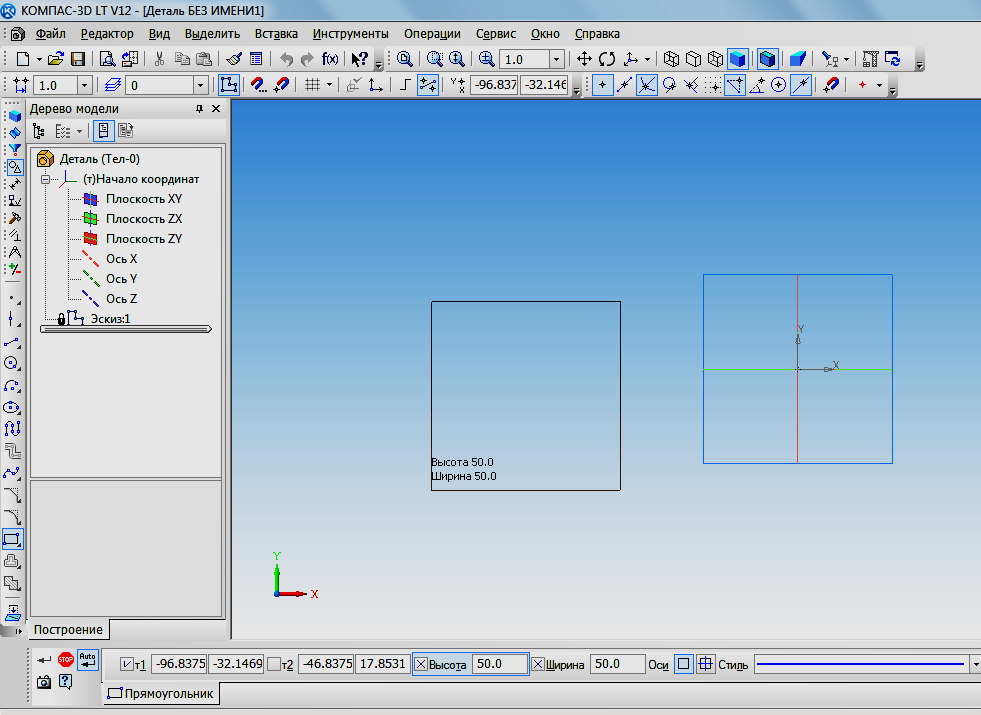 КОМПАС-3D LT V12 - [Деталь БЕЗ ИМЕНИ1]
Файл Редактор Вид Выделить Вставка Инструменты Операции Сервис Окно Справка
f(x) 1.0
1.0 0 -96.837 -32.146
Дерево модели
Деталь (Тел-0)
(т)Начало координат
Плоскость XY
Плоскость ZX
Плоскость ZY
Ось X
Ось Y
Ось Z
Эскиз:1
Y
X
Высота 50.0
Ширина 50.0
Y
X
Построение
STOP Auto т1 -96.8375 -32.1469 т2 -46.8375 17.8531 Высота 50.0 Ширина 50.0 Оси Стиль
Прямоугольник